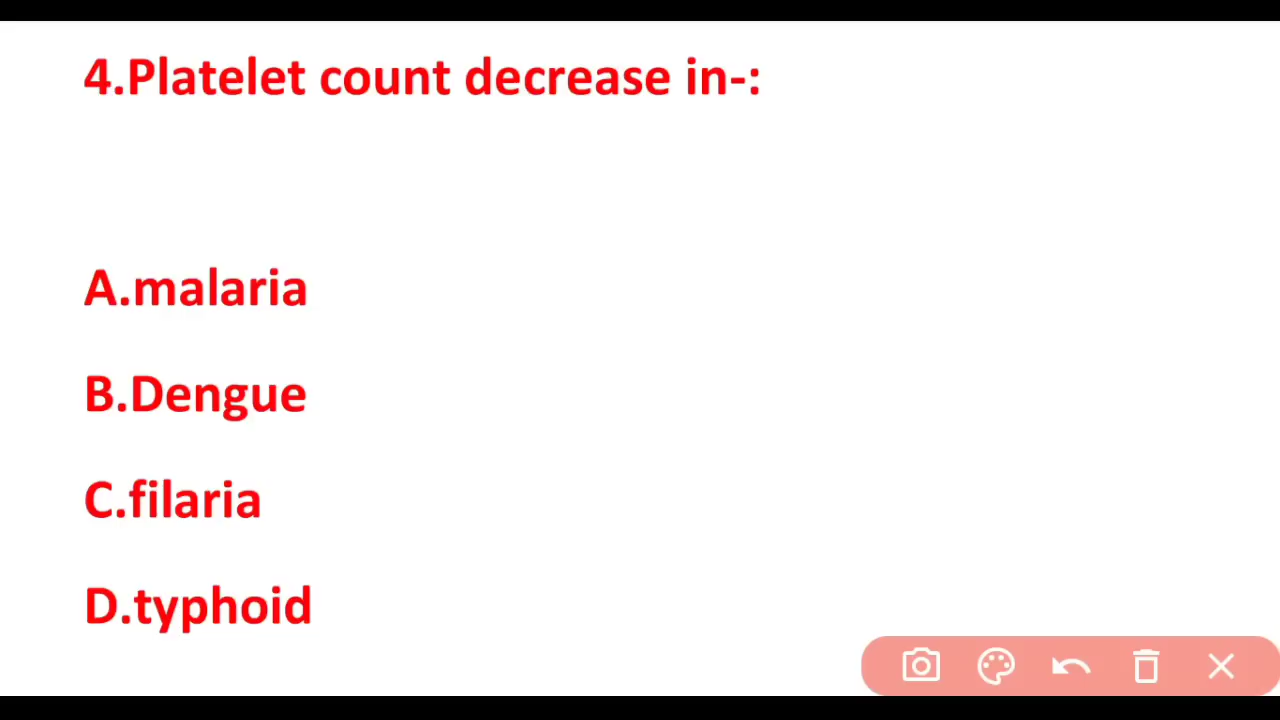 4.Platelet count decrease in-:
A.malaria
B.Dengue
C.filaria
D.typhoid